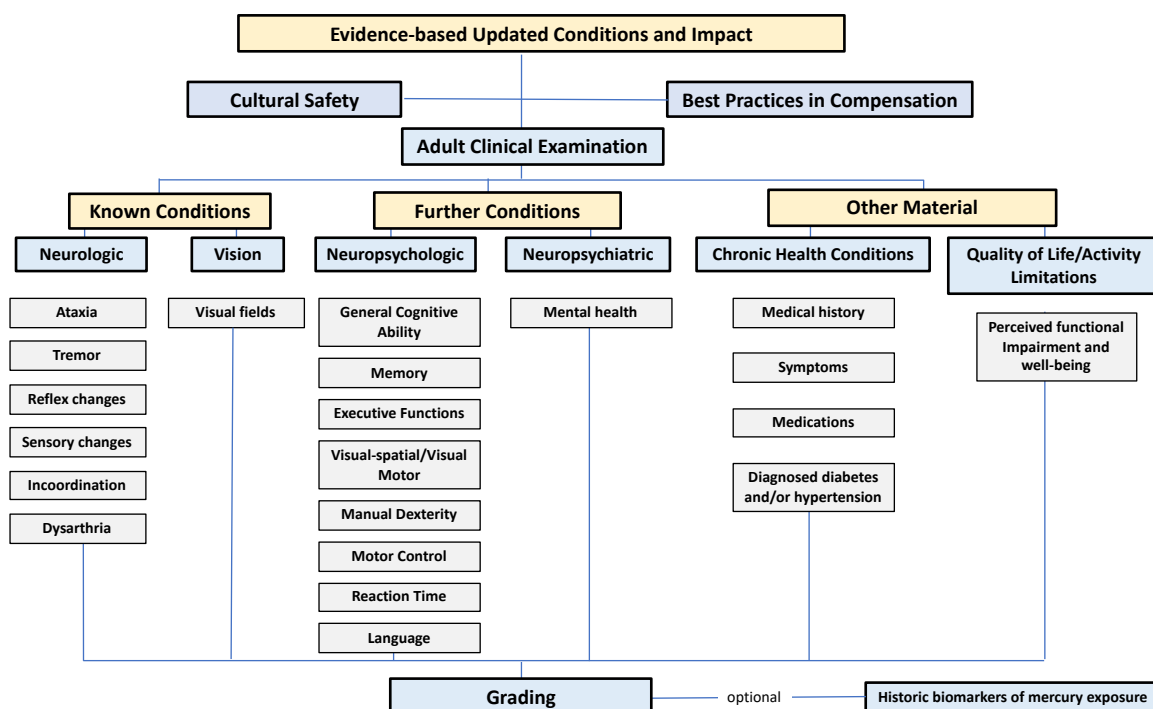 Evidence-based Updated Conditions and Impact
Cultural Safety
Best Practices in Compensation
Adult Clinical Examination
Known Conditions
Further Conditions
Other Material
Neurologic
Vision
Neuropsychologic
Neuropsychiatric
Chronic Health Conditions
Quality of Life/Activity
Limitations
Ataxia
Tremor
Reflex changes
Sensory changes
Incoordination
Dysarthria
Visual fields
General Cognitive
Ability
Memory
Executive Functions
Visual-spatial/Visual
Motor
Manual Dexterity
Motor Control
Reaction Time
Language
Mental health
Medical history
Symptoms
Medications
Diagnosed diabetes
and/or hypertension
Perceived functional
Impairment and
well-being
Grading
optional
Historic biomarkers of mercury exposure